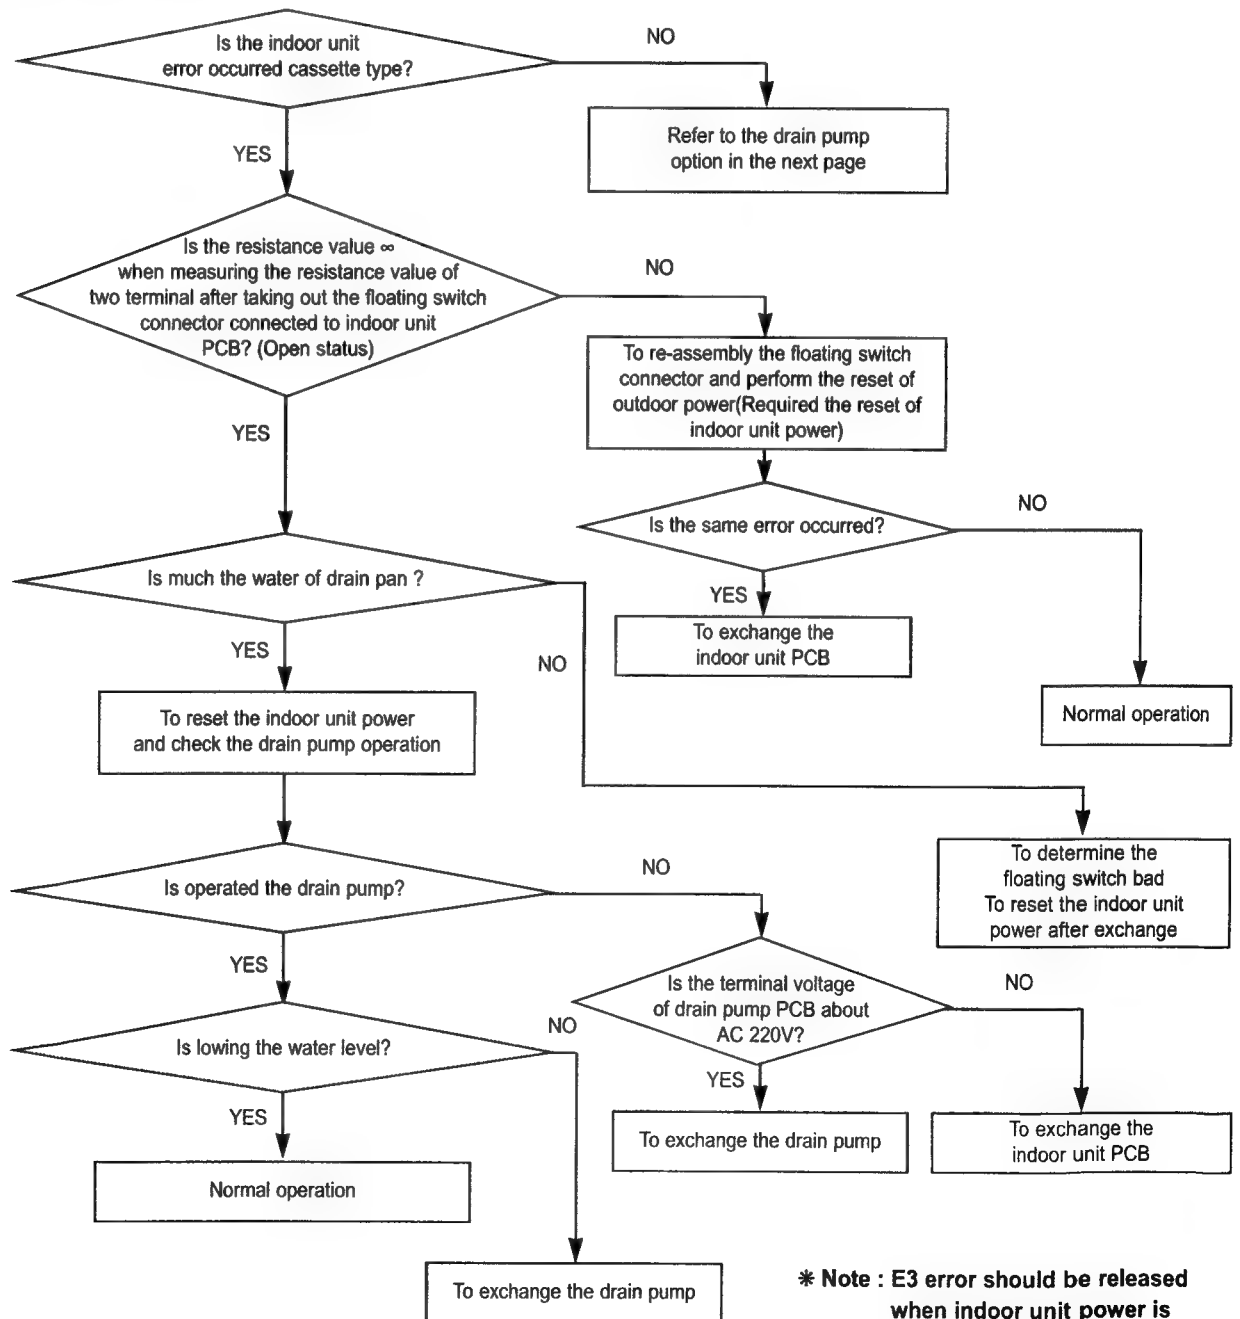 Is the indoor unit
error occurred cassette type?
NO
Refer to the drain pump
option in the next page
YES
Is the resistance value ∞
when measuring the resistance value of
two terminal after taking out the floating switch
connector connected to indoor unit
PCB? (Open status)
NO
To re-assembly the floating switch
connector and perform the reset of
outdoor power(Required the reset of
indoor unit power)
YES
Is the same error occurred?
NO
Is much the water of drain pan ?
YES
To exchange the
indoor unit PCB
YES
NO
Normal operation
To reset the indoor unit power
and check the drain pump operation
To determine the
floating switch bad
To reset the indoor unit
power after exchange
Is operated the drain pump?
NO
YES
Is the terminal voltage
of drain pump PCB about
AC 220V?
NO
Is lowing the water level?
NO
YES
YES
To exchange the drain pump
To exchange the
indoor unit PCB
Normal operation
To exchange the drain pump
* Note : E3 error should be released
when indoor unit power is